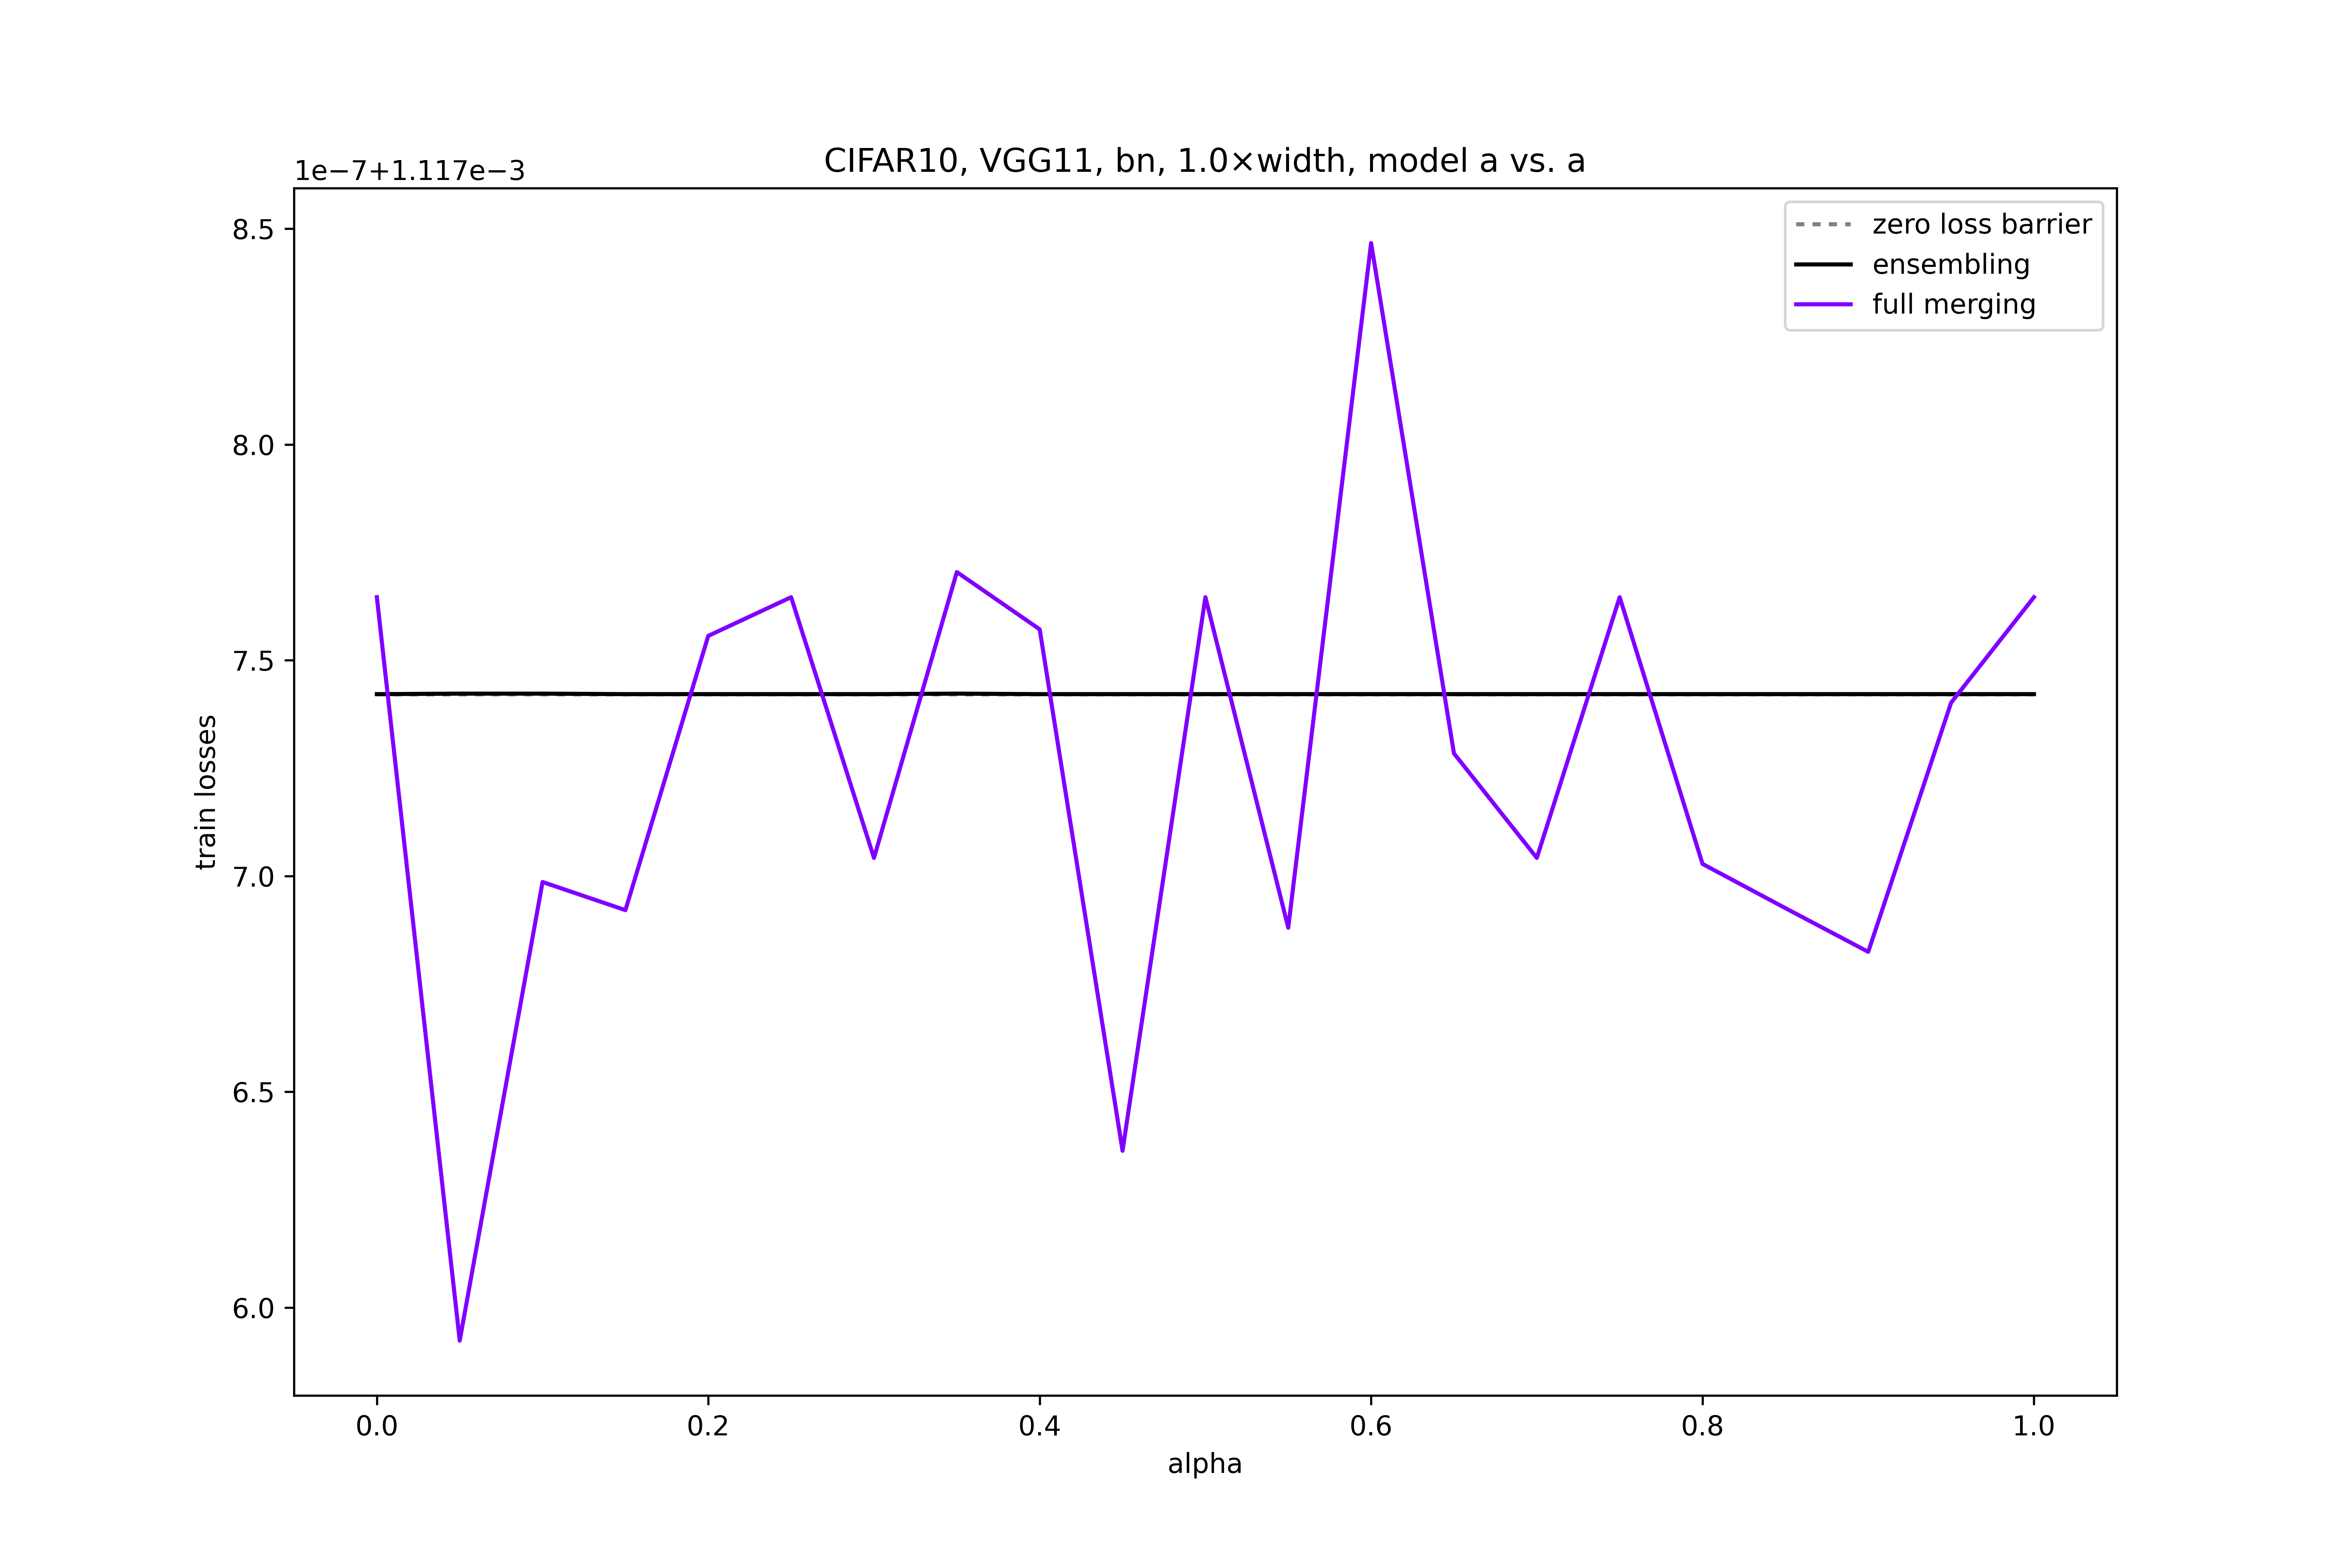 CIFAR10, VGG11, bn, 1.0×width, model a vs. a
1e−7+1.117e−3
8.5
8.0
7.5
7.0
6.5
6.0
train losses
zero loss barrier
ensembling
full merging
0.0
0.2
0.4
0.6
0.8
1.0
alpha